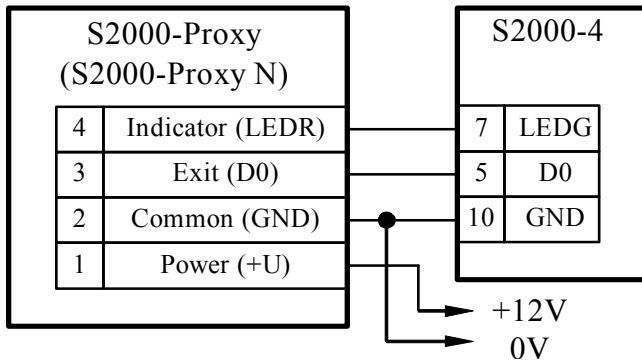 S2000-Proxy
(S2000-Proxy N)
4 Indicator (LEDR)
3 Exit (D0)
2 Common (GND)
1 Power (+U)
S2000-4
7 LEDG
5 D0
10 GND
+12V
0V